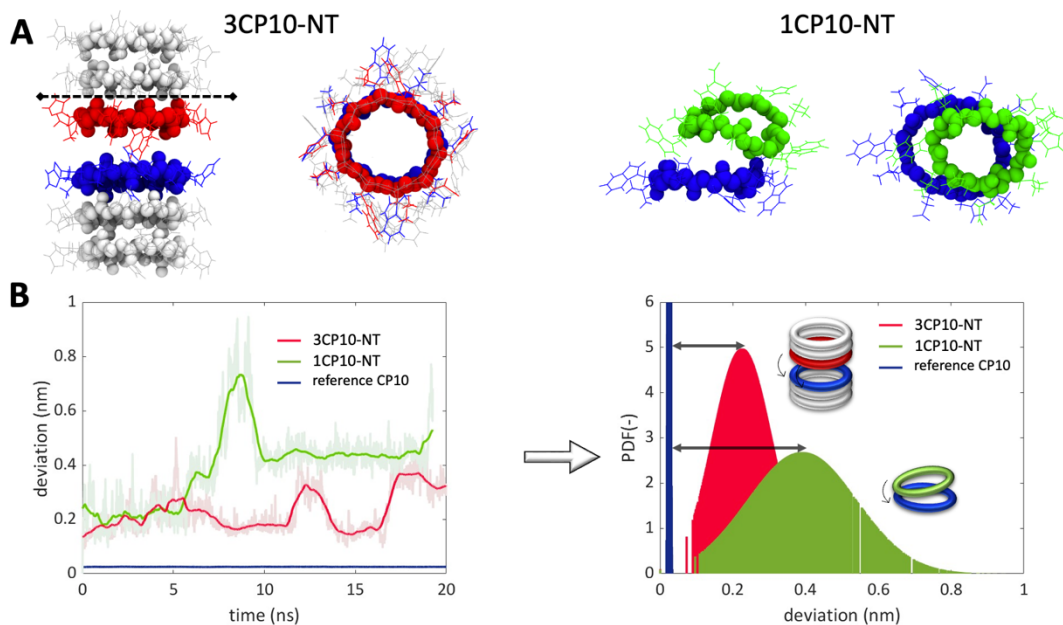 A
3CP10-NT
1CP10-NT
B
deviation (nm)
1
0.8
0.6
0.4
0.2
0
0
5
10
15
20
time (ns)
3CP10-NT
1CP10-NT
reference CP10
PDF(-)
6
5
4
3
2
1
0
0
0.2
0.4
0.6
0.8
1
deviation (nm)
3CP10-NT
1CP10-NT
reference CP10